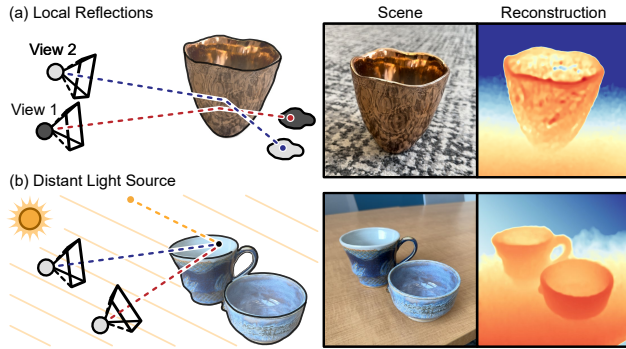 (a) Local Reflections
Scene
Reconstruction
View 2
View 1
(b) Distant Light Source